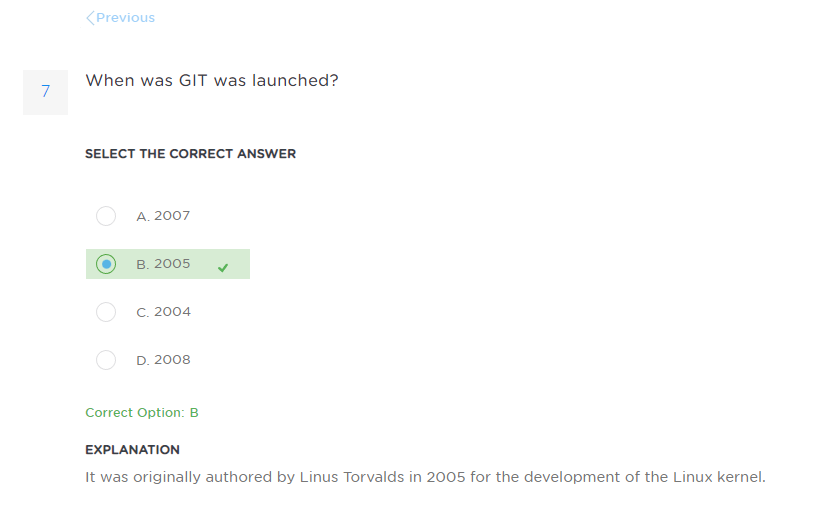 Previous
7
When was GIT was launched?
SELECT THE CORRECT ANSWER
A. 2007
B. 2005
C. 2004
D. 2008
Correct Option: B
EXPLANATION
It was originally authored by Linus Torvalds in 2005 for the development of the Linux kernel.